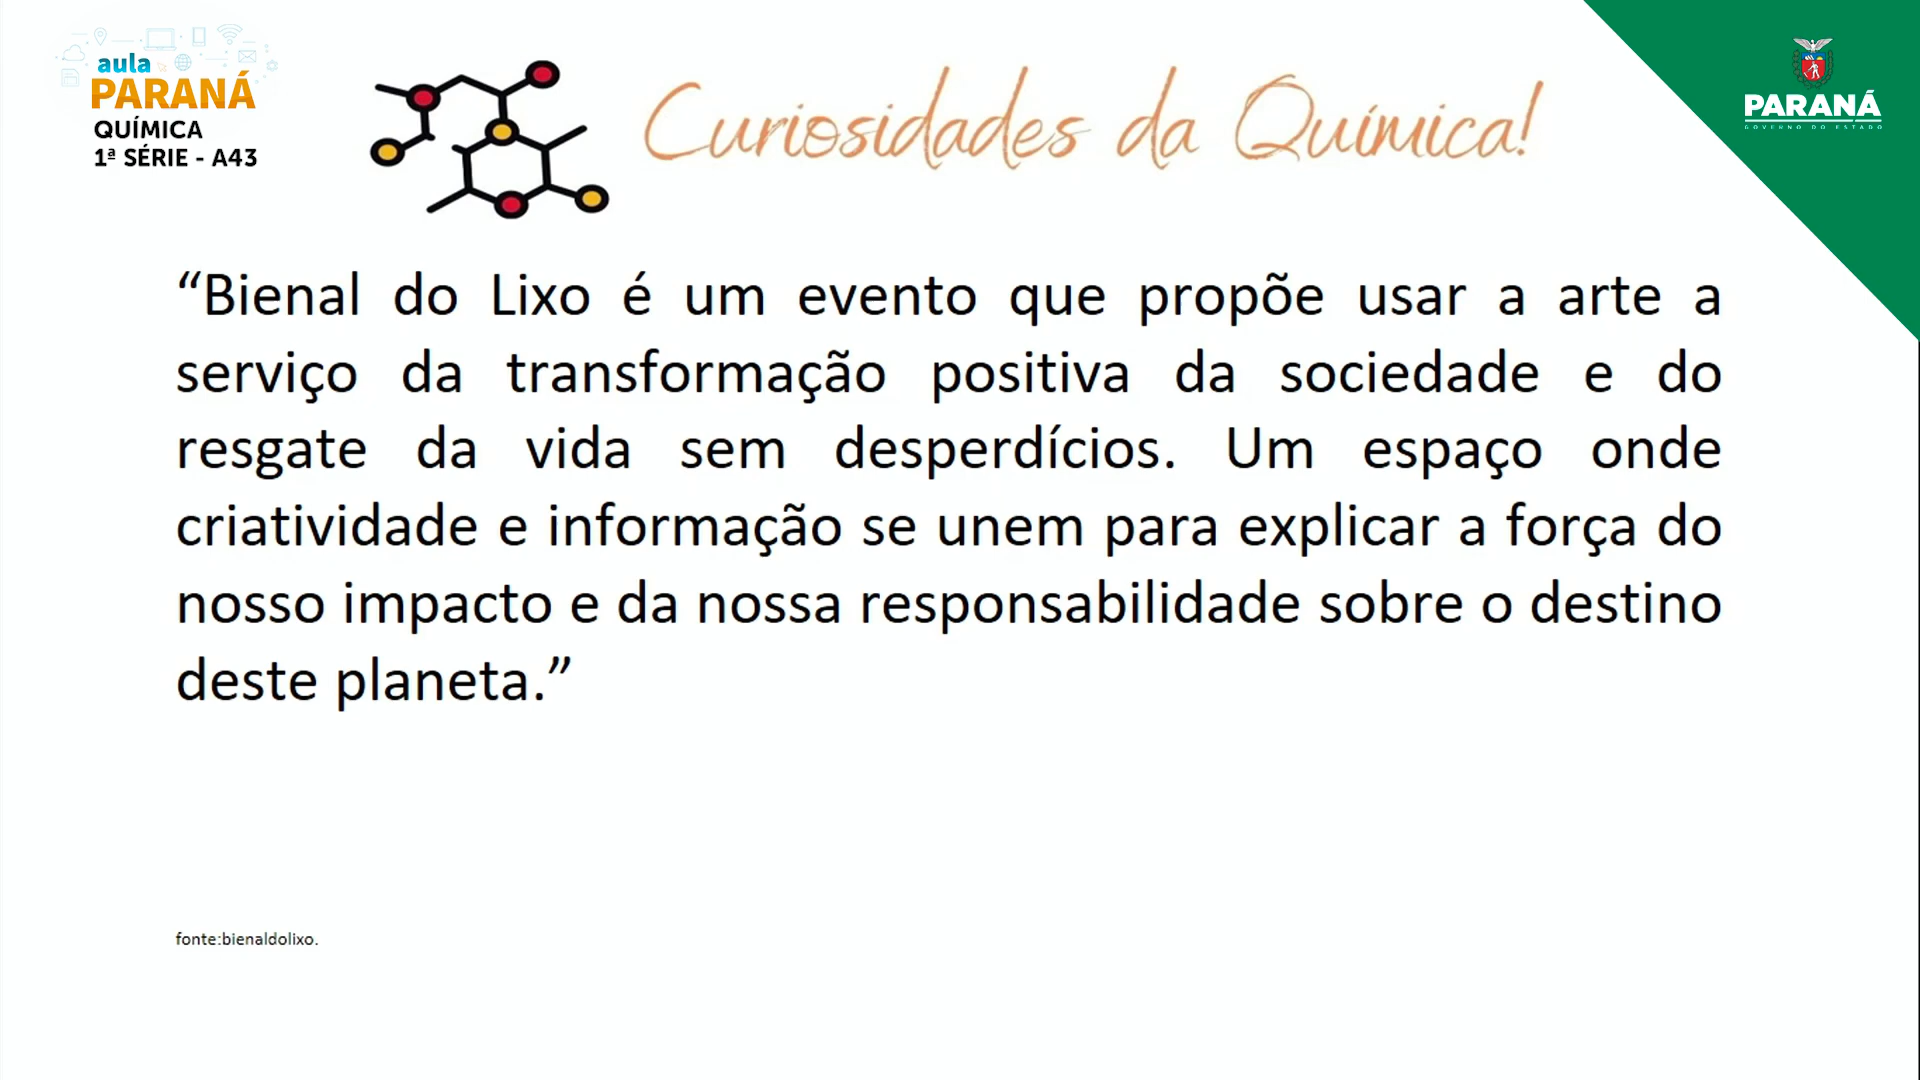 aula
PARANÁ
QUÍMICA
1ª SÉRIE - A43
Curiosidades da Química!
PARANÁ
GOVERNO DO ESTADO
“Bienal do Lixo é um evento que propõe usar a arte a
serviço da transformação positiva da sociedade e do
resgate da vida sem desperdícios. Um espaço onde
criatividade e informação se unem para explicar a força do
nosso impacto e da nossa responsabilidade sobre o destino
deste planeta.”
fonte:bienaldolixo.